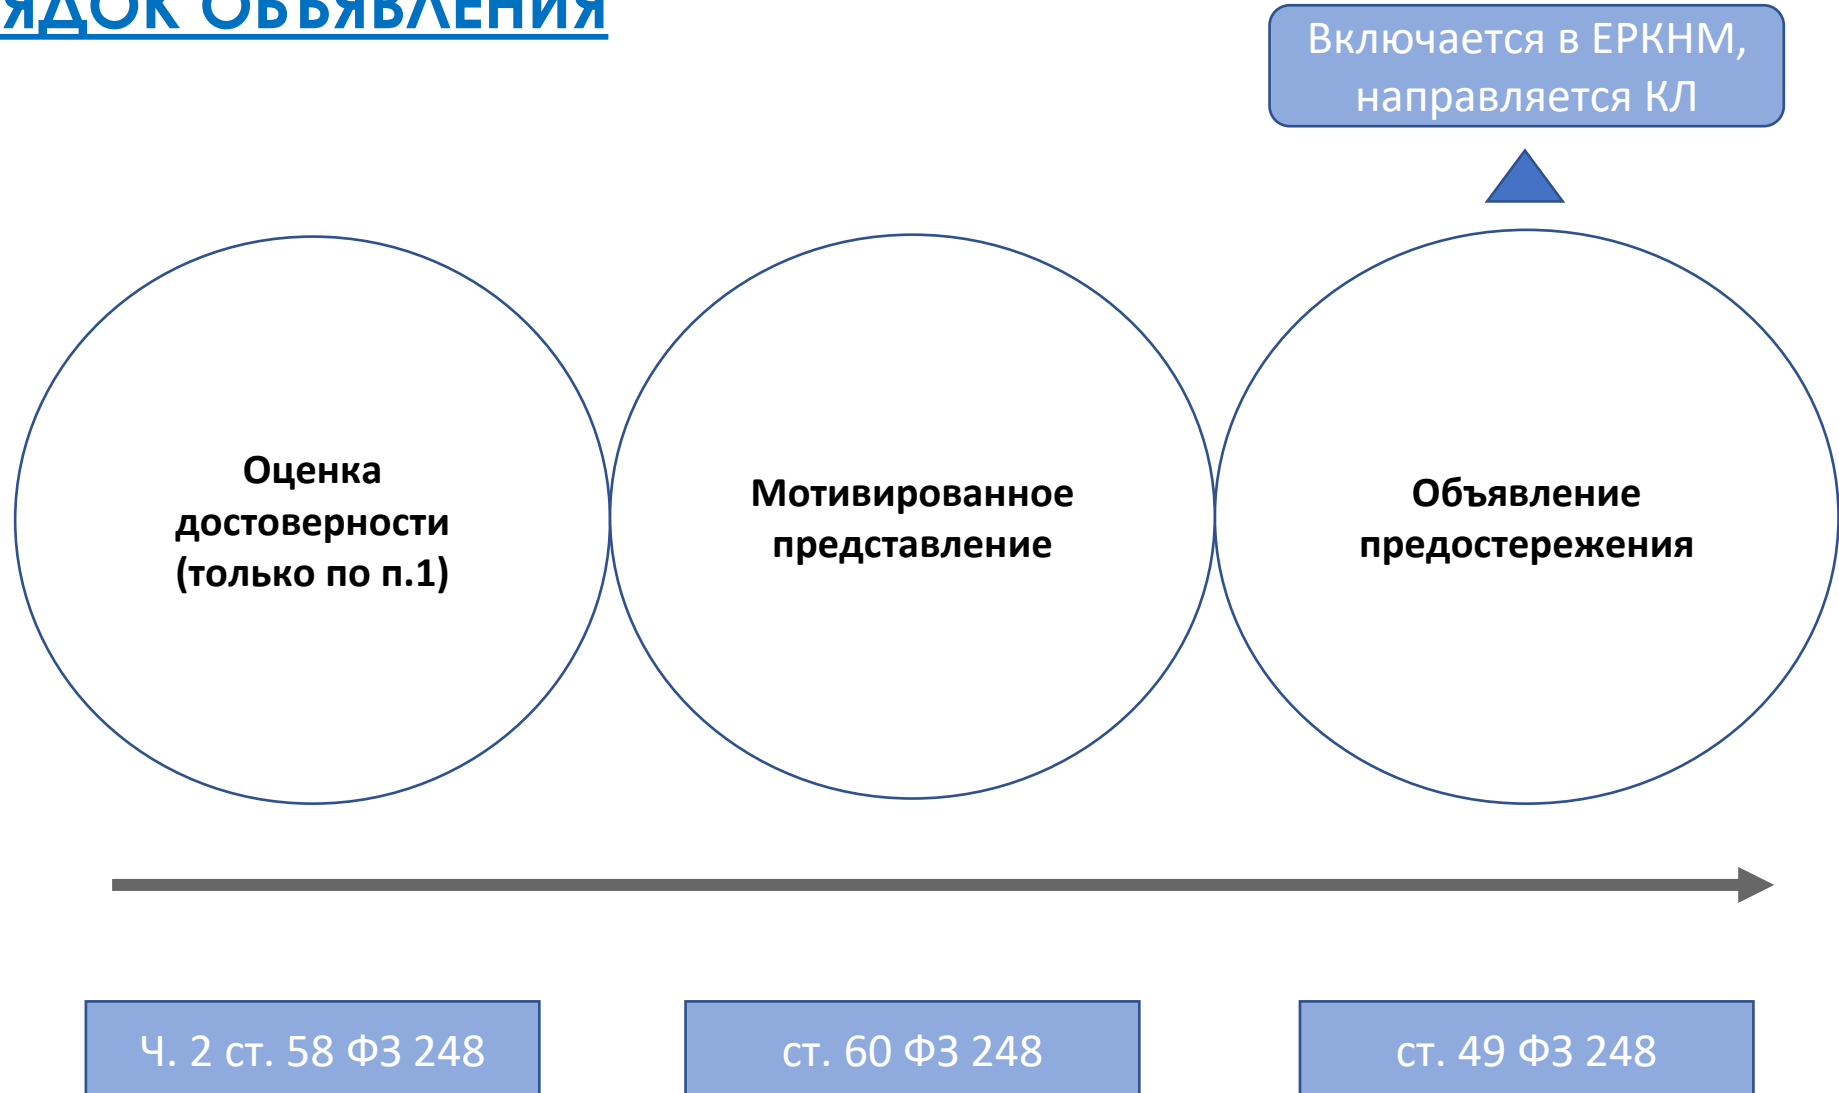 ЯДОК ОБЪЯВЛЕНИЯ
Включается в ЕРКНМ,
направляется КЛ
Оценка
достоверности
(только по п.1)
Мотивированное
представление
Объявление
предостережения
Ч. 2 ст. 58 ФЗ 248
ст. 60 ФЗ 248
ст. 49 ФЗ 248